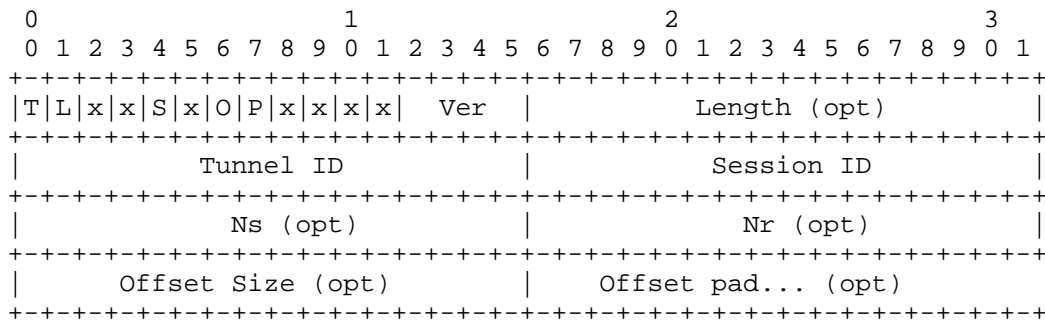 0                   1                   2                   3
 0 1 2 3 4 5 6 7 8 9 0 1 2 3 4 5 6 7 8 9 0 1 2 3 4 5 6 7 8 9 0 1
+-+-+-+-+-+-+-+-+-+-+-+-+-+-+-+-+-+-+-+-+-+-+-+-+-+-+-+-+-+-+-+-+
|T|L|x|x|S|x|O|P|x|x|x|x|  Ver  |          Length (opt)         |
+-+-+-+-+-+-+-+-+-+-+-+-+-+-+-+-+-+-+-+-+-+-+-+-+-+-+-+-+-+-+-+-+
|           Tunnel ID           |           Session ID          |
+-+-+-+-+-+-+-+-+-+-+-+-+-+-+-+-+-+-+-+-+-+-+-+-+-+-+-+-+-+-+-+-+
|             Ns (opt)          |             Nr (opt)          |
+-+-+-+-+-+-+-+-+-+-+-+-+-+-+-+-+-+-+-+-+-+-+-+-+-+-+-+-+-+-+-+-+
|      Offset Size (opt)        |    Offset pad... (opt)
+-+-+-+-+-+-+-+-+-+-+-+-+-+-+-+-+-+-+-+-+-+-+-+-+-+-+-+-+-+-+-+-+